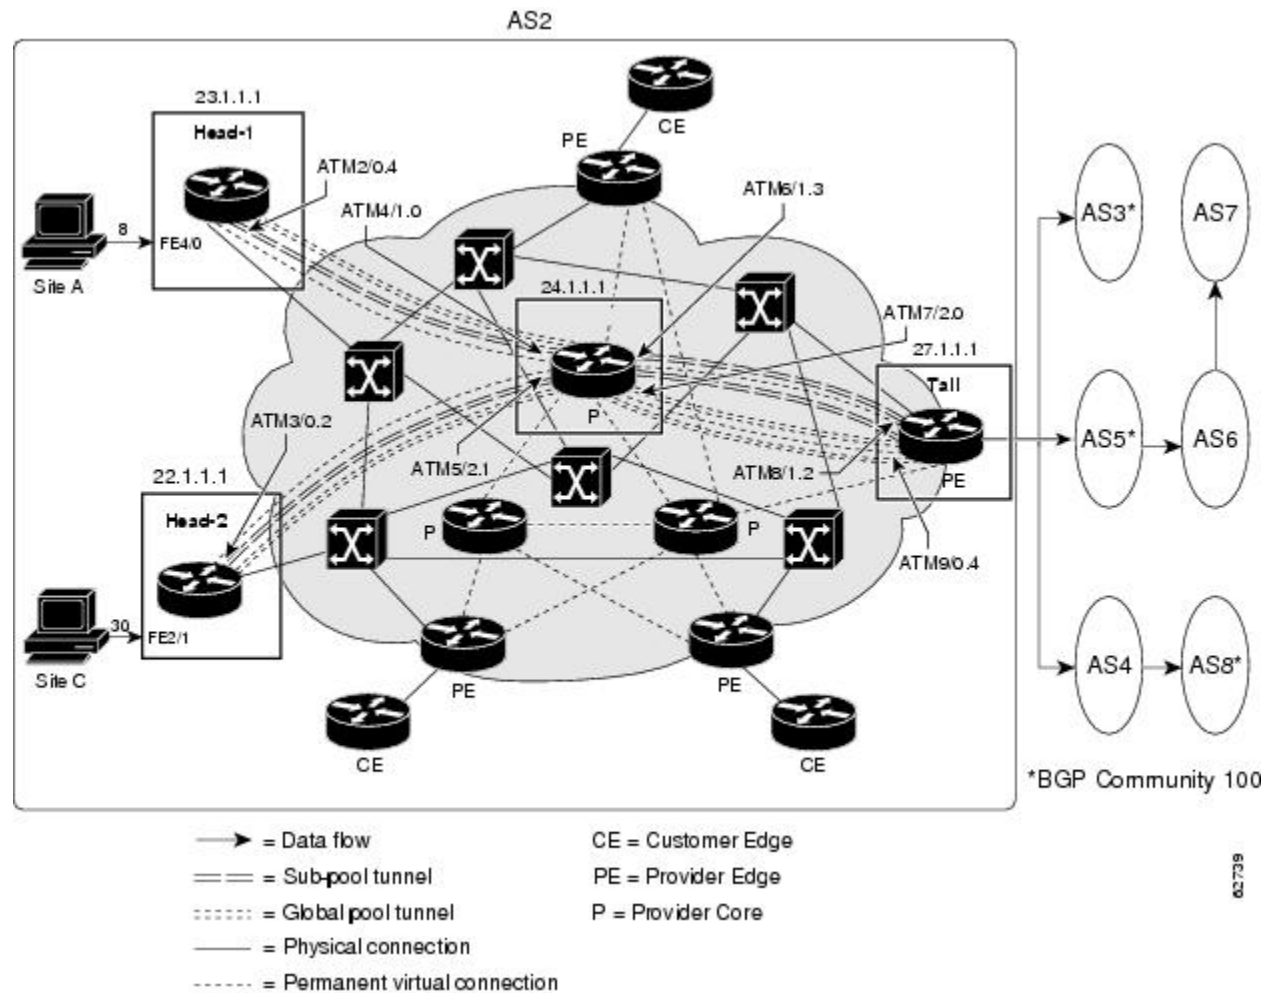 AS2
23.1.1.1
Head-1
ATM2/0.4
ATM4/1.0
PE
CE
ATM6/1.3
8
FE4/0
Site A
24.1.1.1
P
ATM7/2.0
27.1.1.1
Tail
PE
AS3*
AS7
AS5*
AS6
ATM3/0.2
ATM5/2.1
ATM8/1.2
22.1.1.1
Head-2
P
P
ATM9/0.4
30
FE2/1
Site C
PE
PE
CE
CE
AS4
AS8*
*BGP Community 100
= Data flow
= Sub-pool tunnel
= Global pool tunnel
= Physical connection
= Permanent virtual connection
CE = Customer Edge
PE = Provider Edge
P = Provider Core
62739